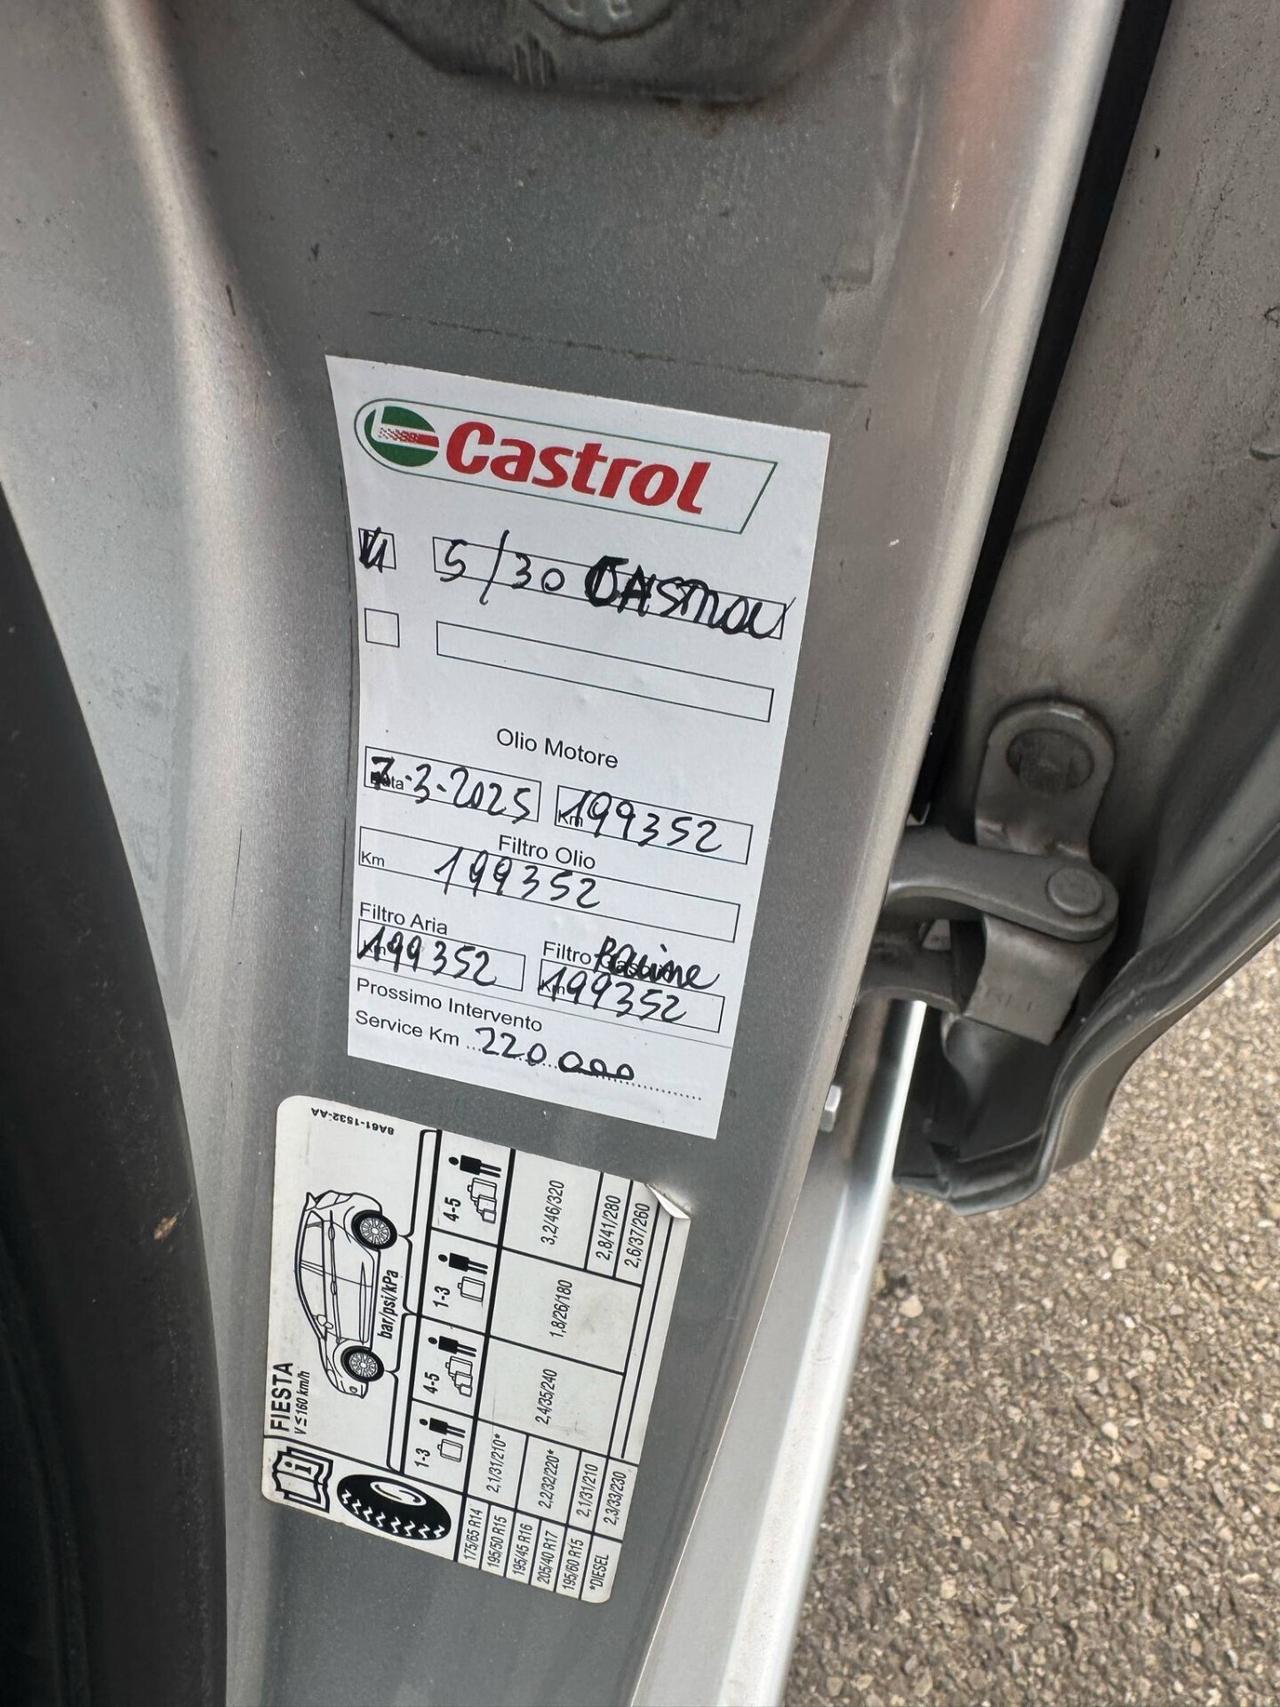 Castrol
5/30 CASTROL
Olio Motore
Data 7-3-2025 Km 199352
Filtro Olio
Km 199352
Filtro Aria Filtro
Km 199352 Km 199352
Prossimo Intervento
Service Km 220.000
8A61-1532-AA
FIESTA
V ≤ 160 km/h
bar/psi/kPa
1-3 4-5 1-3 4-5
175/65 R14
195/50 R15 2,1/31/210*
195/45 R16 2,4/35/240 1,8/26/180 3,2/46/320
205/40 R17 2,2/32/220*
195/60 R15 2,1/31/210 2,8/41/280
*DIESEL 2,3/33/230 2,6/37/260